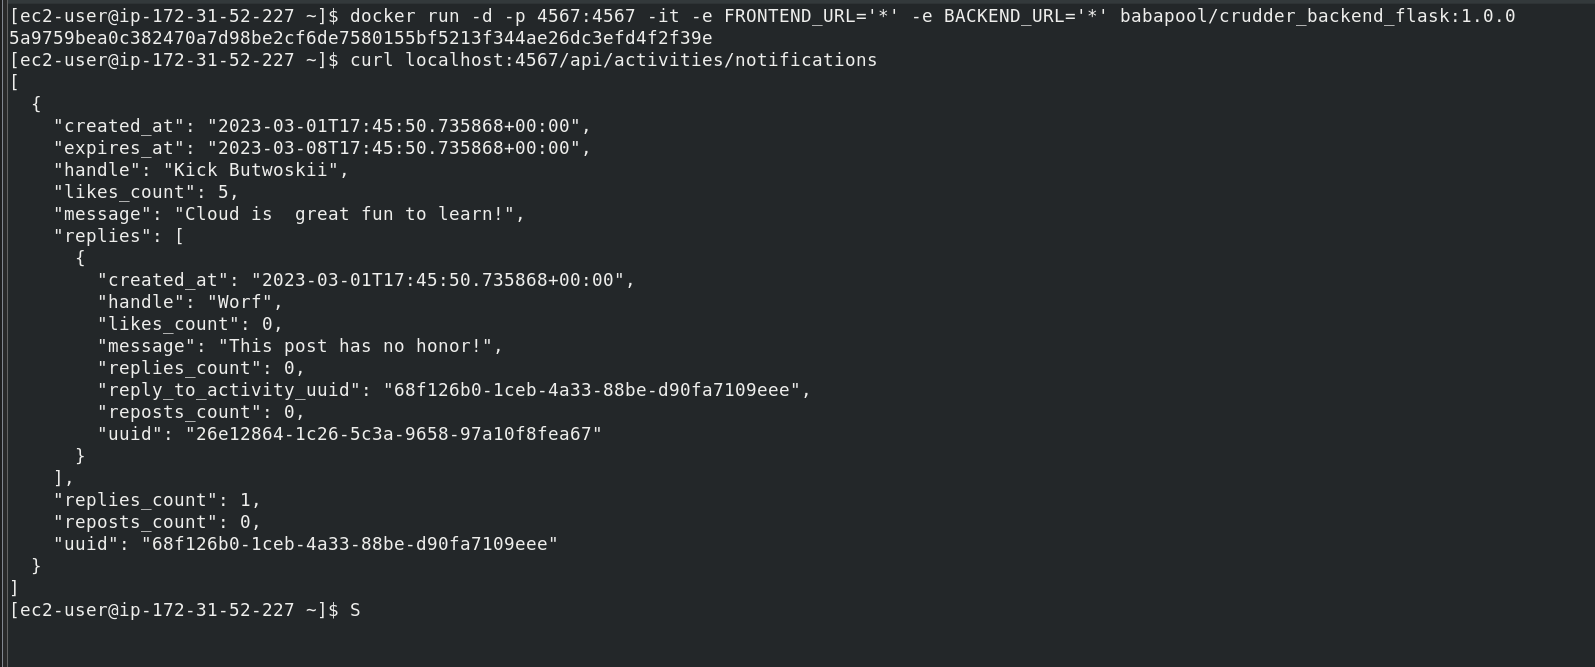 [ec2-user@ip-172-31-52-227 ~]$ docker run -d -p 4567:4567 -it -e FRONTEND_URL='*' -e BACKEND_URL='*' babapool/crudder_backend_flask:1.0.0
5a9759bea0c382470a7d98be2cf6de7580155bf5213f344ae26dc3efd4f2f39e
[ec2-user@ip-172-31-52-227 ~]$ curl localhost:4567/api/activities/notifications
[
  {
    "created_at": "2023-03-01T17:45:50.735868+00:00",
    "expires_at": "2023-03-08T17:45:50.735868+00:00",
    "handle": "Kick Butwoskii",
    "likes_count": 5,
    "message": "Cloud is  great fun to learn!",
    "replies": [
      {
        "created_at": "2023-03-01T17:45:50.735868+00:00",
        "handle": "Worf",
        "likes_count": 0,
        "message": "This post has no honor!",
        "replies_count": 0,
        "reply_to_activity_uuid": "68f126b0-1ceb-4a33-88be-d90fa7109eee",
        "reposts_count": 0,
        "uuid": "26e12864-1c26-5c3a-9658-97a10f8fea67"
      }
    ],
    "replies_count": 1,
    "reposts_count": 0,
    "uuid": "68f126b0-1ceb-4a33-88be-d90fa7109eee"
  }
]
[ec2-user@ip-172-31-52-227 ~]$ S